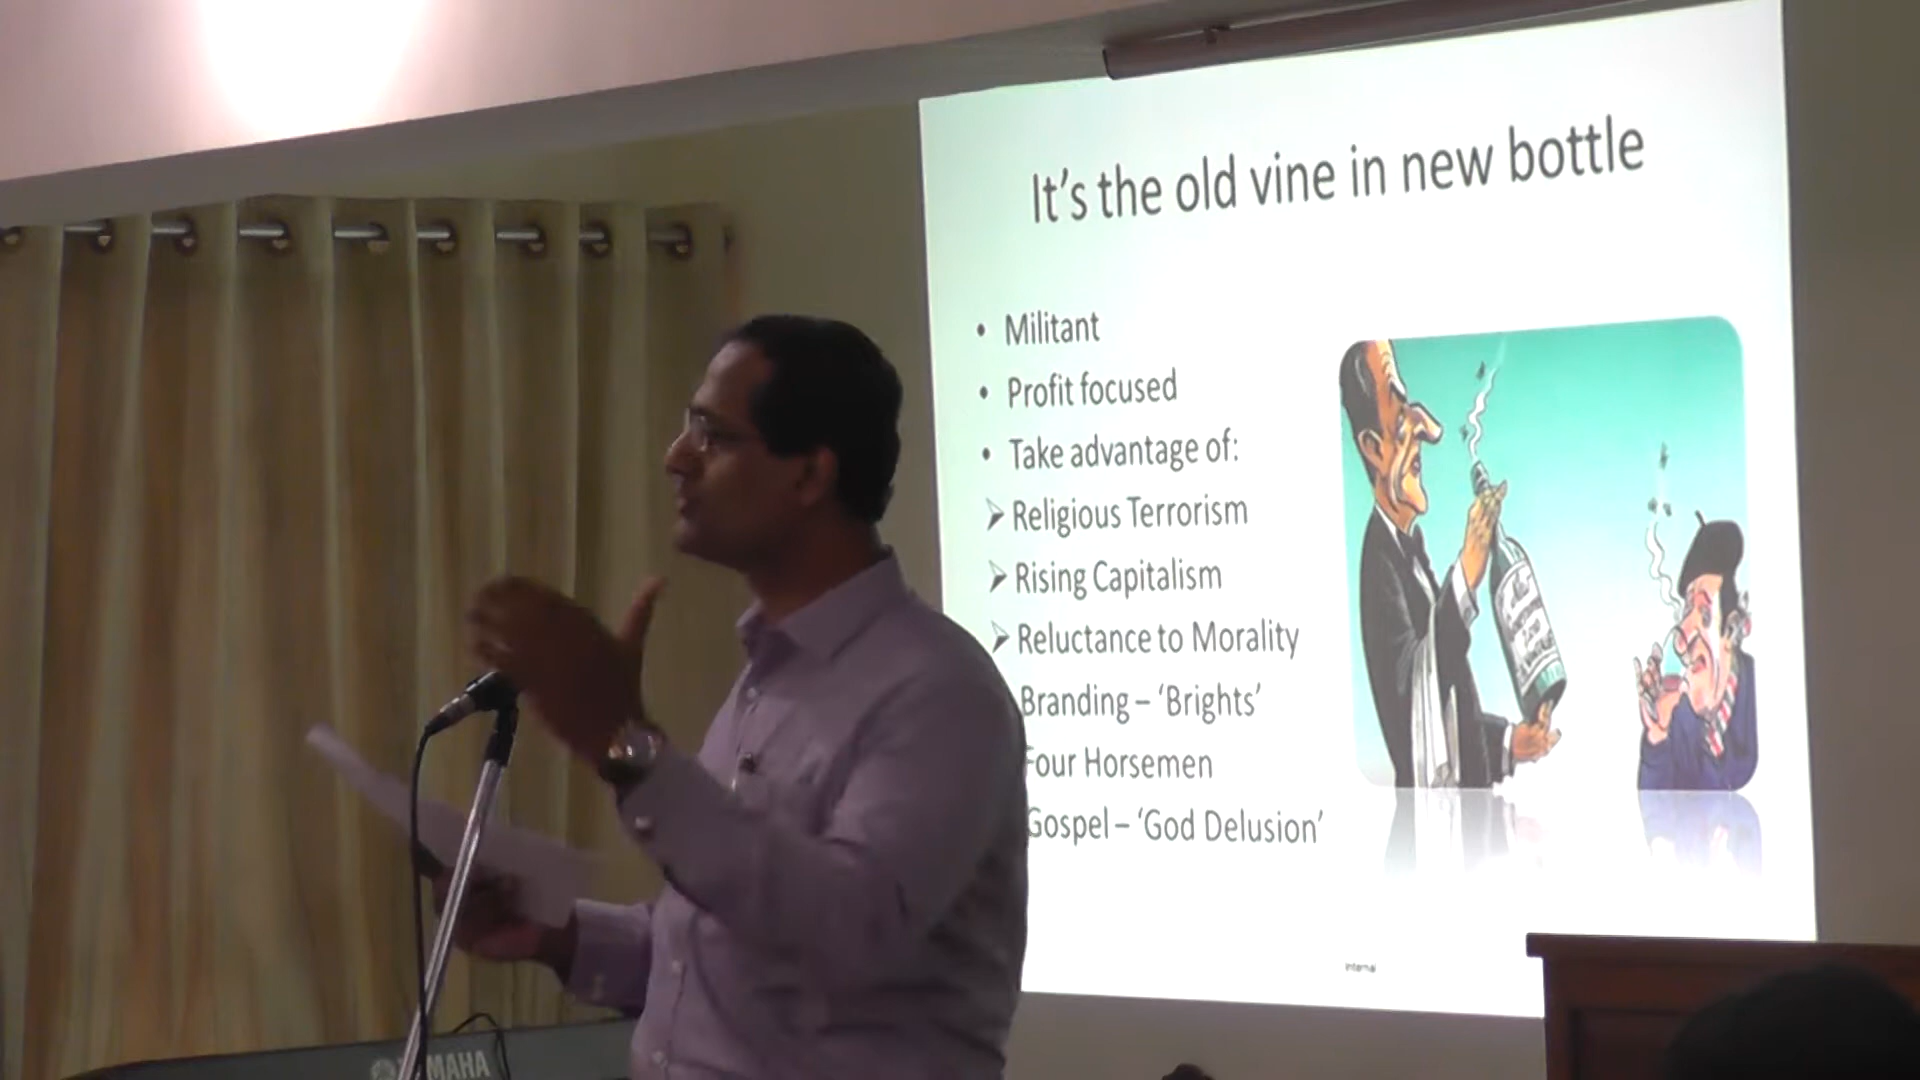 It's the old vine in new bottle
• Militant
• Profit focused
• Take advantage of:
➢ Religious Terrorism
➢ Rising Capitalism
➢ Reluctance to Morality
Branding – 'Brights'
Four Horsemen
Gospel – 'God Delusion'
Internal
YAMAHA